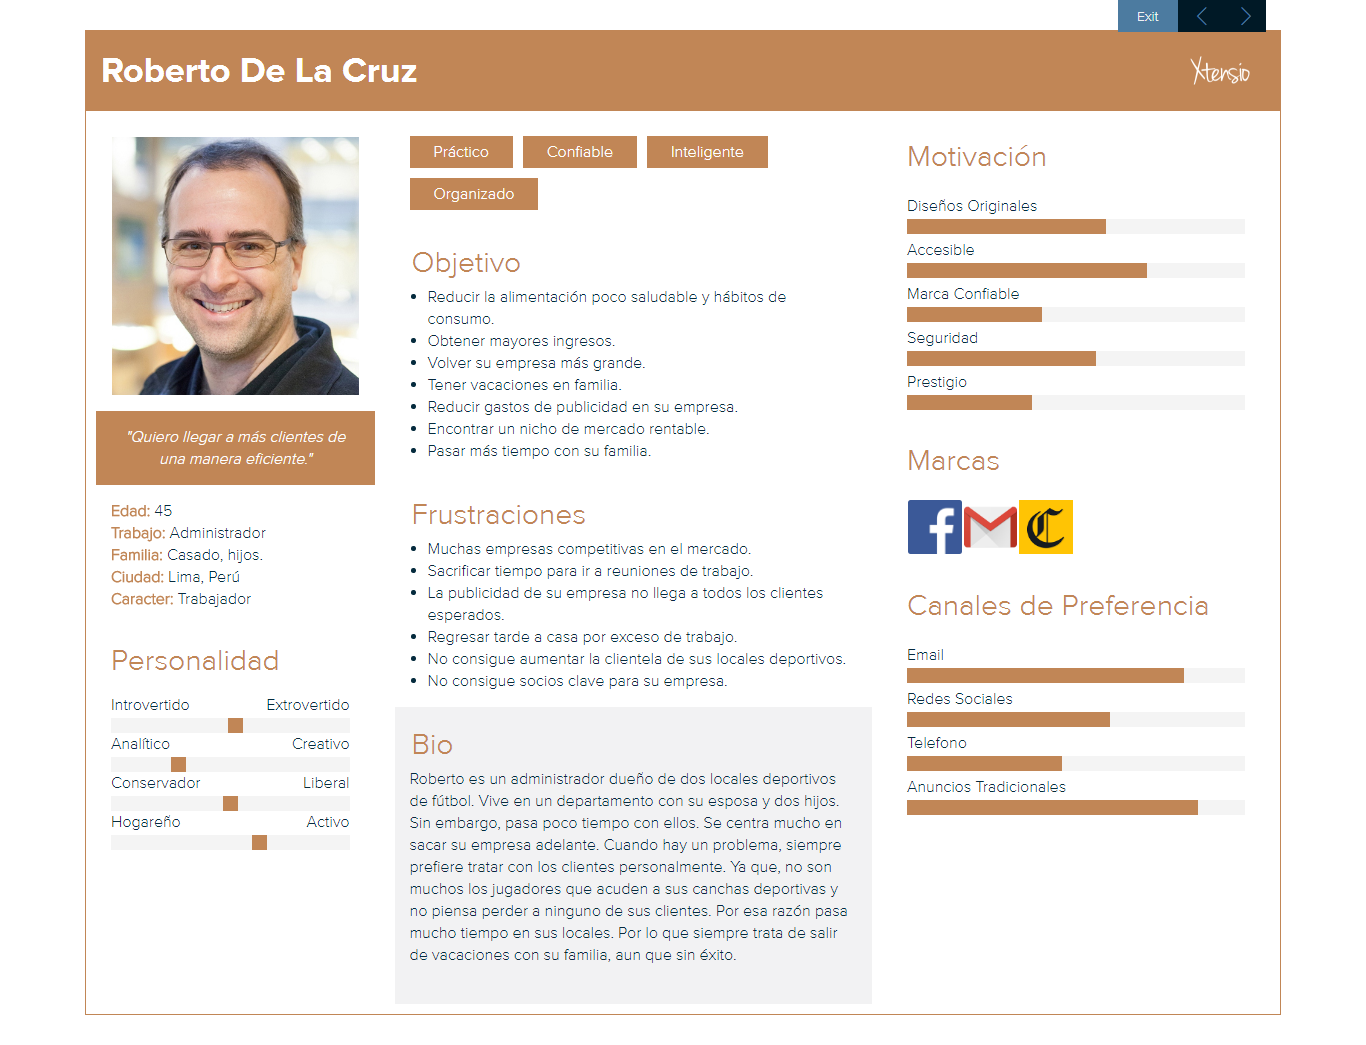 Exit
Roberto De La Cruz
Xtensio
Práctico
Confiable
Inteligente
Organizado
"Quiero llegar a más clientes de
una manera eficiente."
Edad: 45
Trabajo: Administrador
Familia: Casado, hijos.
Ciudad: Lima, Perú
Caracter: Trabajador
Personalidad
Introvertido Extrovertido
Analítico Creativo
Conservador Liberal
Hogareño Activo
Objetivo
Reducir la alimentación poco saludable y hábitos de
consumo.
Obtener mayores ingresos.
Volver su empresa más grande.
Tener vacaciones en familia.
Reducir gastos de publicidad en su empresa.
Encontrar un nicho de mercado rentable.
Pasar más tiempo con su familia.
Frustraciones
Muchas empresas competitivas en el mercado.
Sacrificar tiempo para ir a reuniones de trabajo.
La publicidad de su empresa no llega a todos los clientes
esperados.
Regresar tarde a casa por exceso de trabajo.
No consigue aumentar la clientela de sus locales deportivos.
No consigue socios clave para su empresa.
Bio
Roberto es un administrador dueño de dos locales deportivos
de fútbol. Vive en un departamento con su esposa y dos hijos.
Sin embargo, pasa poco tiempo con ellos. Se centra mucho en
sacar su empresa adelante. Cuando hay un problema, siempre
prefiere tratar con los clientes personalmente. Ya que, no son
muchos los jugadores que acuden a sus canchas deportivas y
no piensa perder a ninguno de sus clientes. Por esa razón pasa
mucho tiempo en sus locales. Por lo que siempre trata de salir
de vacaciones con su familia, aun que sin éxito.
Motivación
Diseños Originales
Accesible
Marca Confiable
Seguridad
Prestigio
Marcas
f
C
Canales de Preferencia
Email
Redes Sociales
Telefono
Anuncios Tradicionales